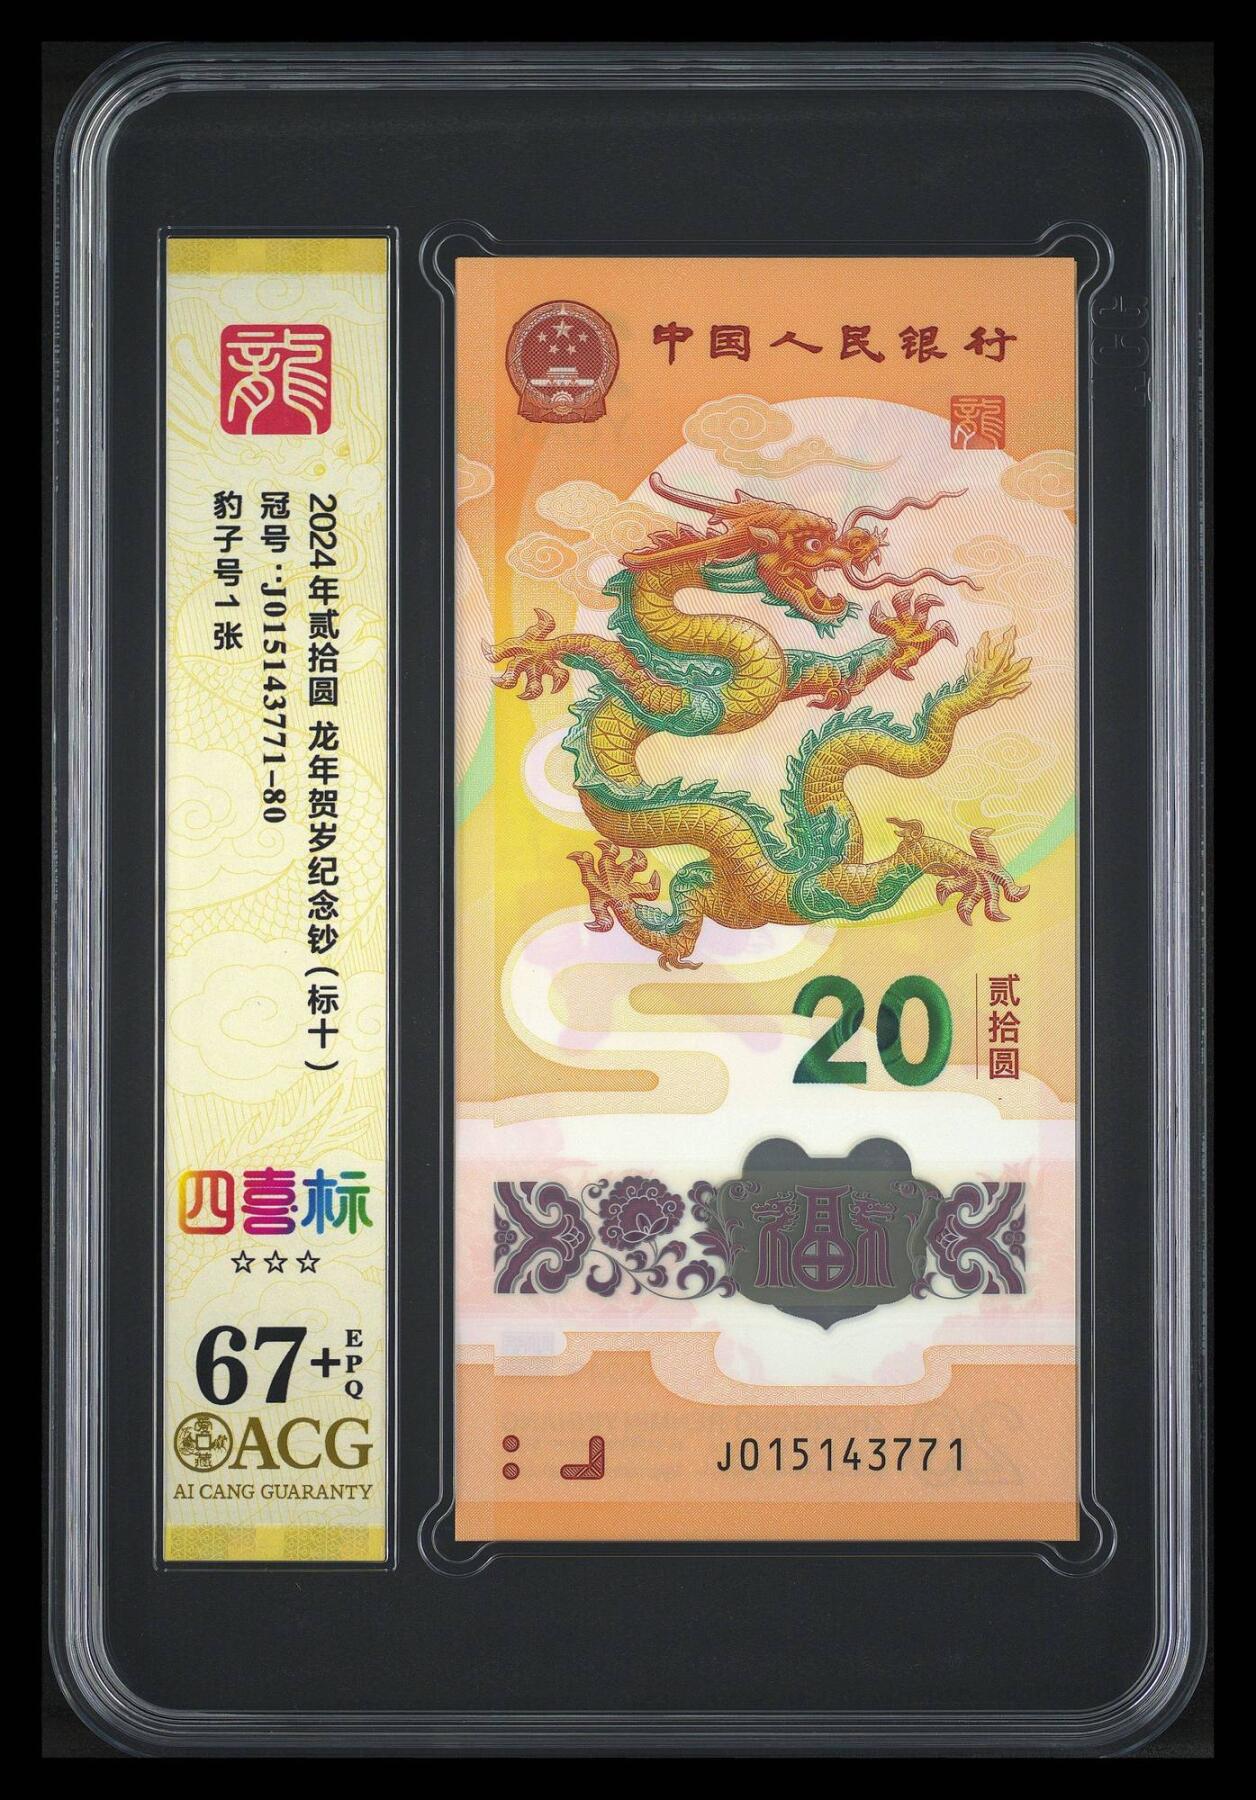 龍
2024年贰拾圆 龙年贺岁纪念钞(标十)
冠号:J015143771-80
豹子号1张
四喜标
☆☆☆
67+EPQ
ACG
AI CANG GUARANTY
中国人民银行
龍
20
贰拾圆
福
J015143771